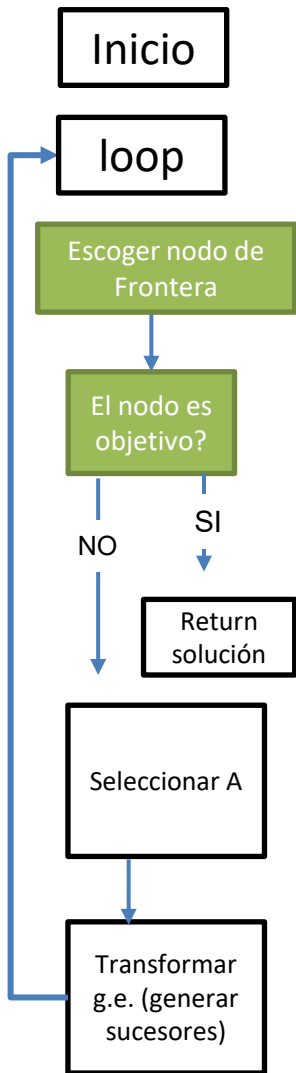 Inicio
loop
Escoger nodo de
Frontera
El nodo es
objetivo?
SI
NO
Return
solución
Seleccionar A
Transformar
g.e. (generar
sucesores)